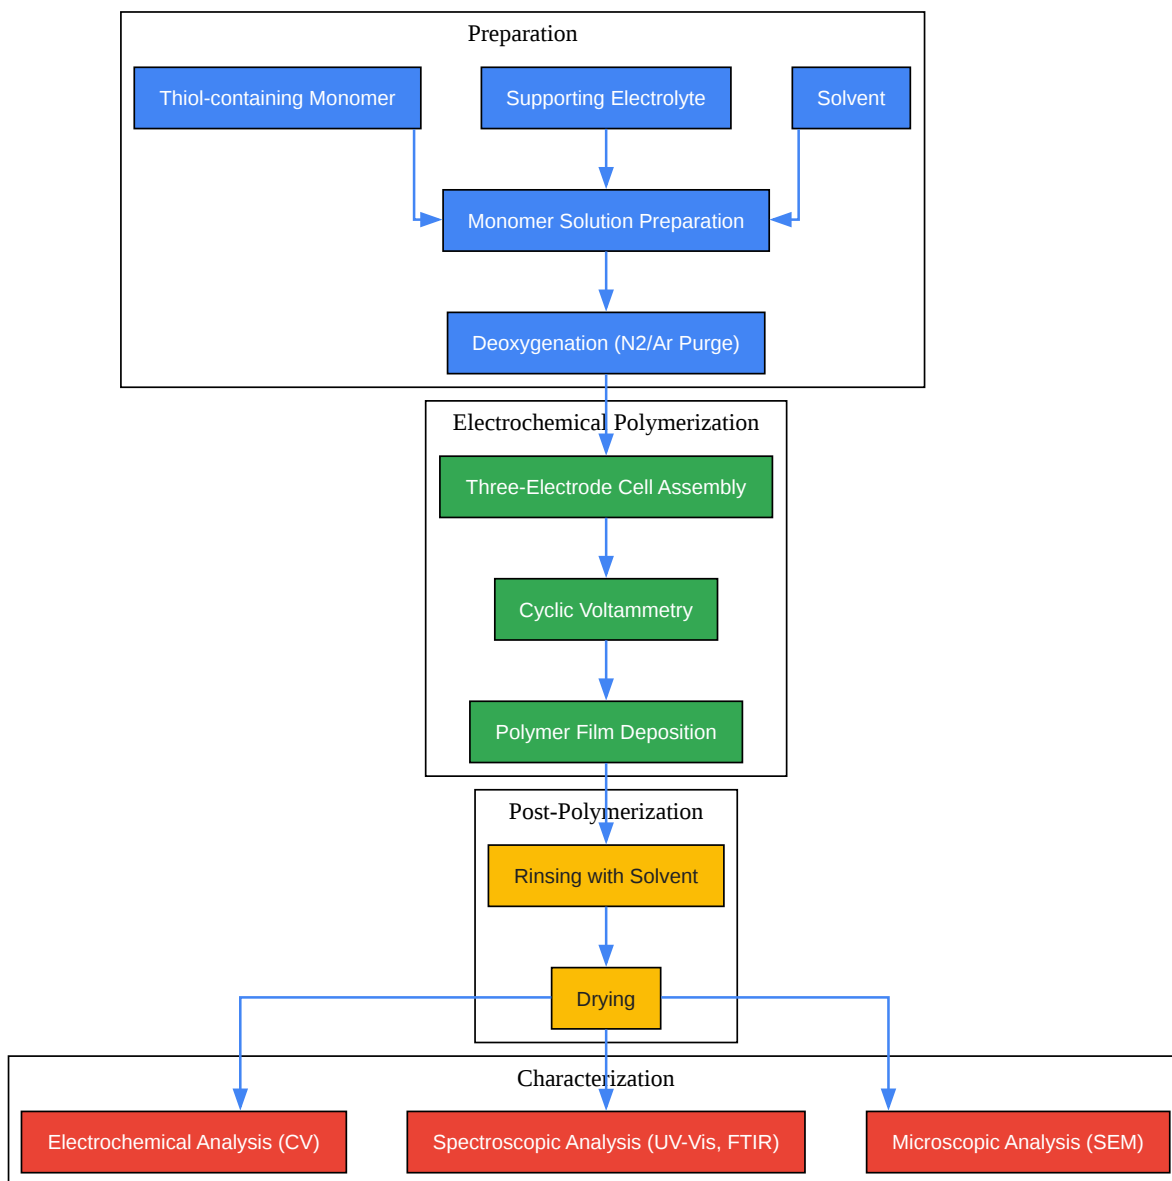 Preparation
Thiol-containing Monomer
Supporting Electrolyte
Solvent
Monomer Solution Preparation
Deoxygenation (N2/Ar Purge)
Electrochemical Polymerization
Three-Electrode Cell Assembly
Cyclic Voltammetry
Polymer Film Deposition
Post-Polymerization
Rinsing with Solvent
Drying
Characterization
Electrochemical Analysis (CV)
Spectroscopic Analysis (UV-Vis, FTIR)
Microscopic Analysis (SEM)